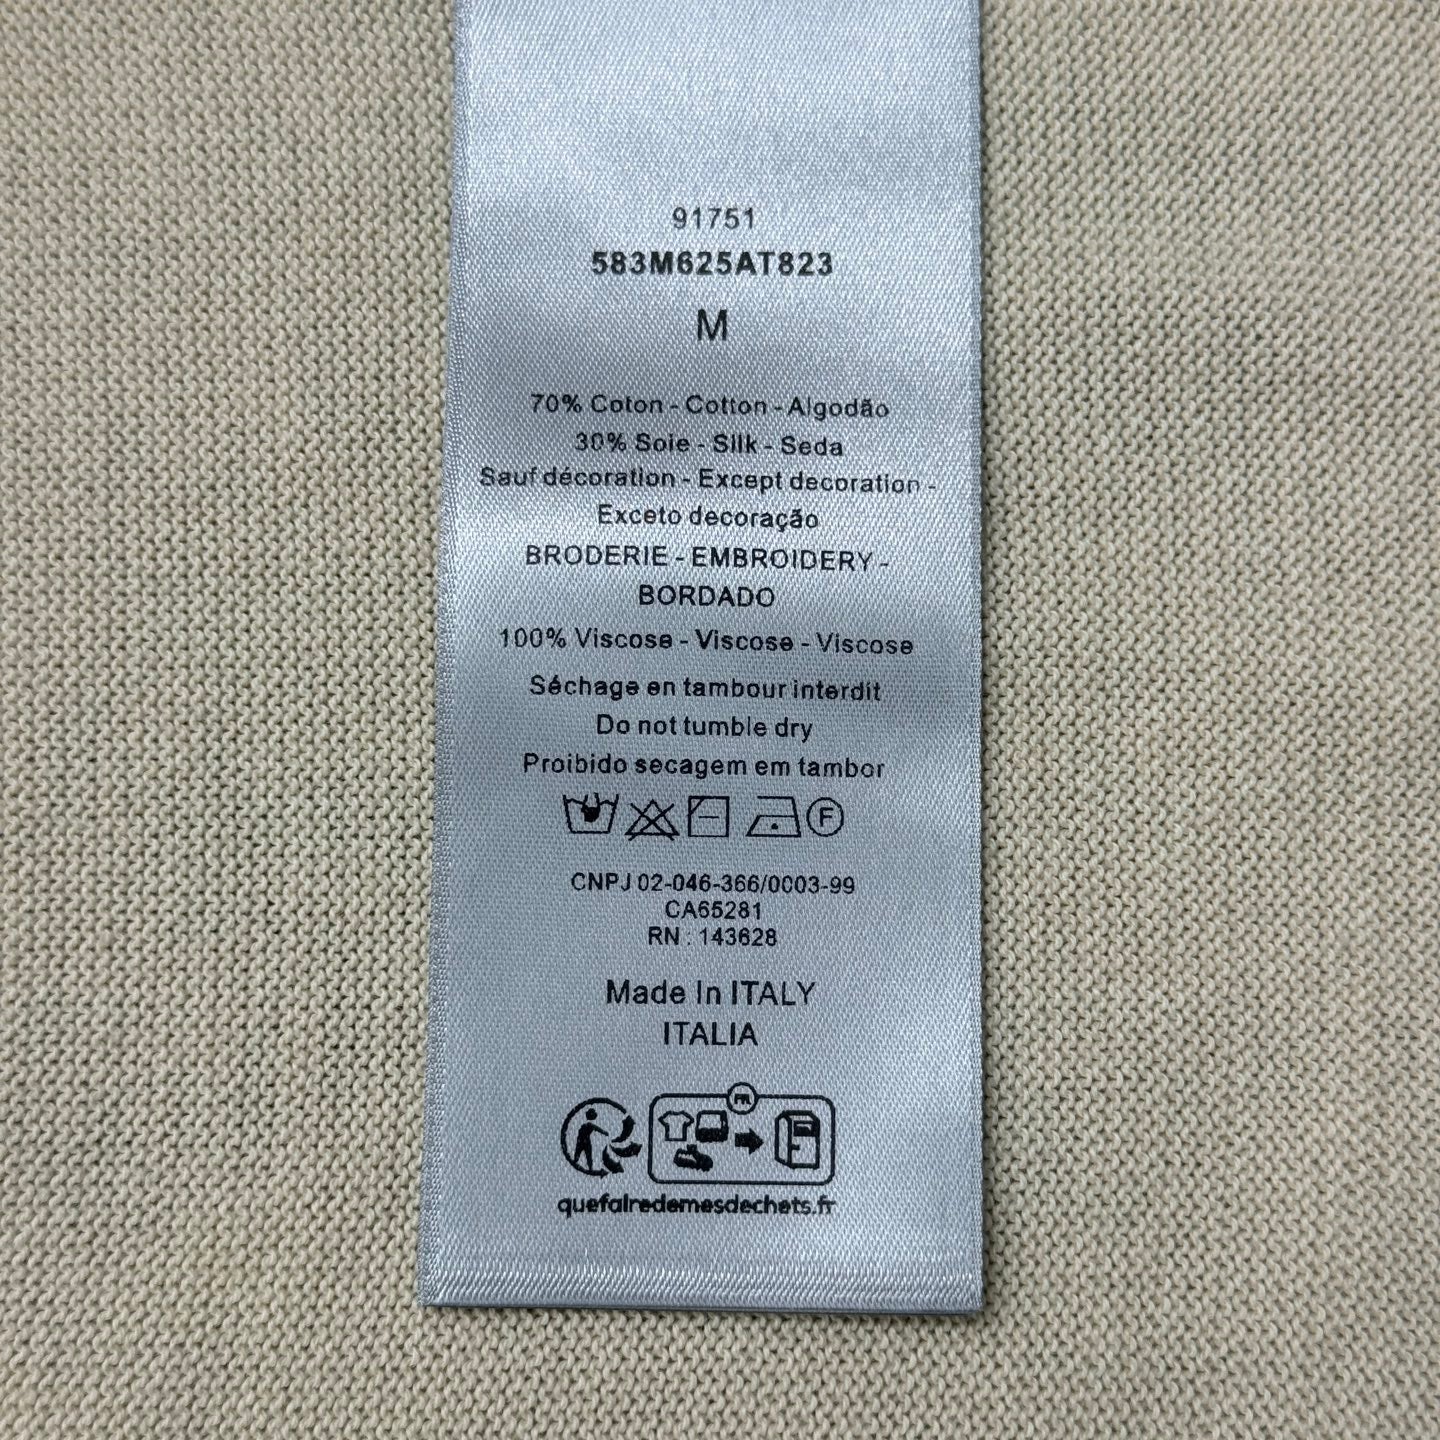 91751
583M625AT823
M
70% Coton - Cotton - Algodão
30% Soie - Silk - Seda
Sauf décoration - Except decoration -
Exceto decoração
BRODERIE - EMBROIDERY -
BORDADO
100% Viscose - Viscose - Viscose
Séchage en tambour interdit
Do not tumble dry
Proibido secagem em tambor
F
CNPJ 02-046-366/0003-99
CA65281
RN : 143628
Made In ITALY
ITALIA
FR
quefairedemesdechets.fr